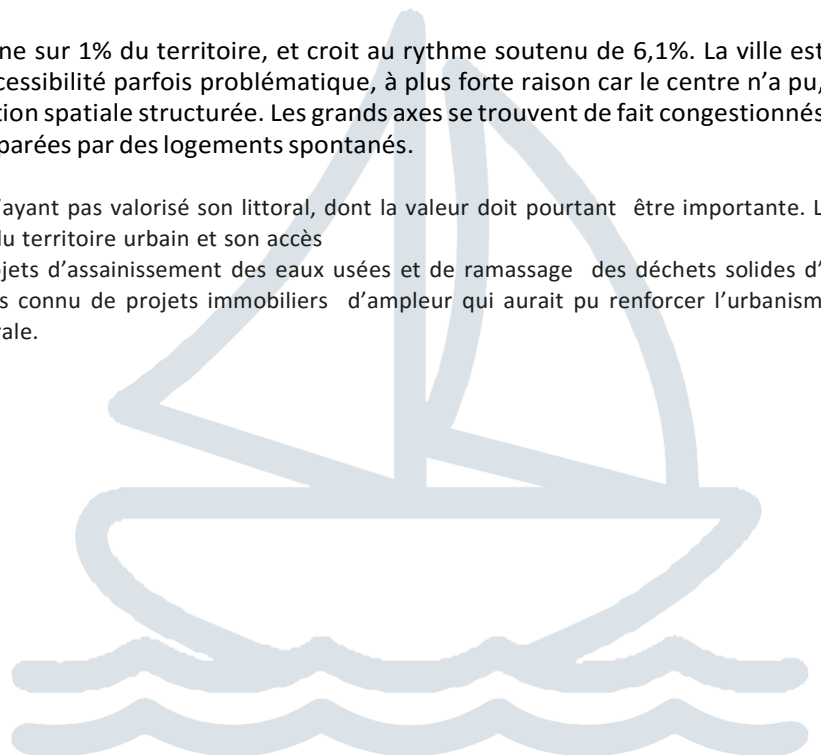 ne sur 1% du territoire, et croit au rythme soutenu de 6,1%. La ville est
cessibilité parfois problématique, à plus forte raison car le centre n’a pu,
tion spatiale structurée. Les grands axes se trouvent de fait congestionnés
parées par des logements spontanés.
’ayant pas valorisé son littoral, dont la valeur doit pourtant être importante. L
du territoire urbain et son accès
ojets d’assainissement des eaux usées et de ramassage des déchets solides d’
s connu de projets immobiliers d’ampleur qui aurait pu renforcer l’urbanism
rale.